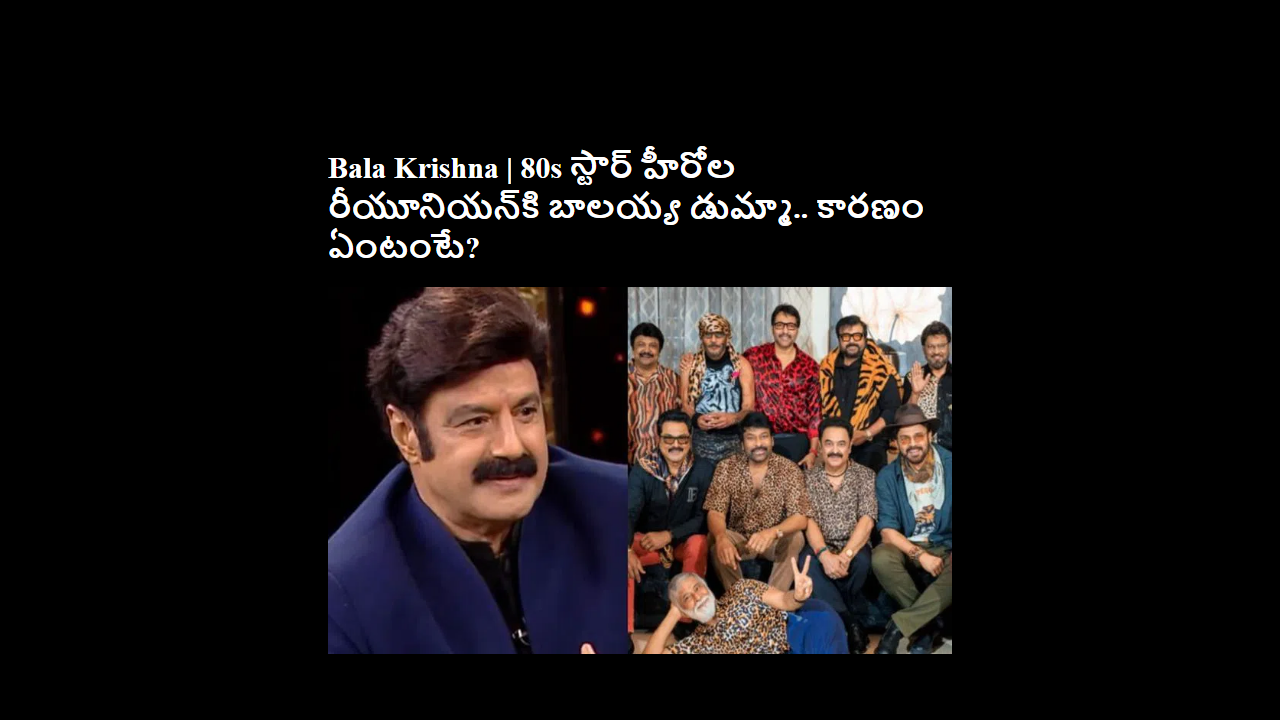 Bala Krishna | 80s స్టార్ హీరోల
రీయూనియన్‌కి బాలయ్య డుమ్మా.. కారణం
ఏంటంటే?